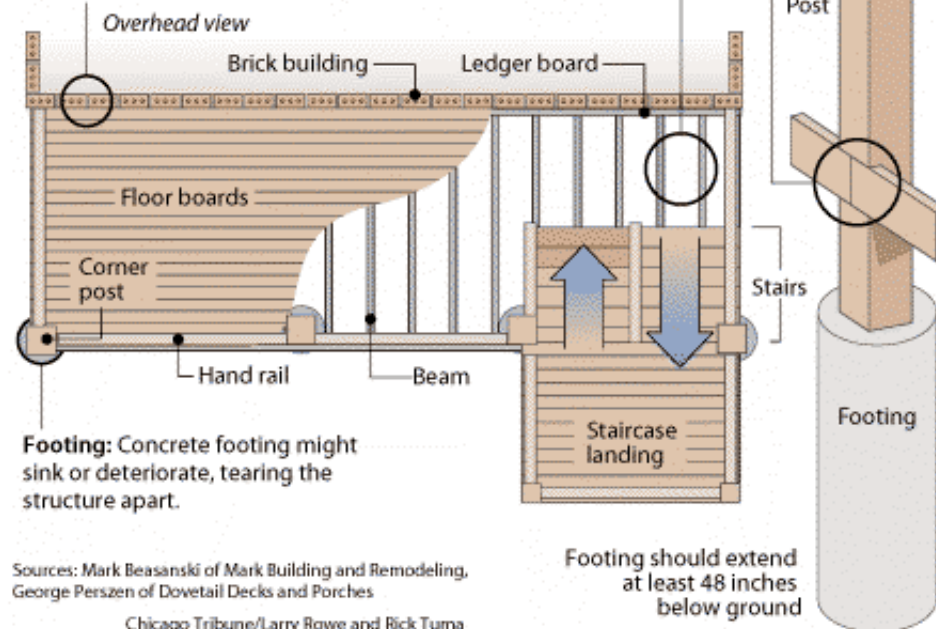 Post
Overhead view
Brick building
Ledger board
Floor boards
Corner
post
Stairs
Hand rail
Beam
Footing
Staircase
landing
Footing: Concrete footing might
sink or deteriorate, tearing the
structure apart.
Footing should extend
at least 48 inches
below ground
Sources: Mark Beasanski of Mark Building and Remodeling,
George Perszen of Dovetail Decks and Porches
Chicago Tribune/Larry Rowe and Rick Tuma